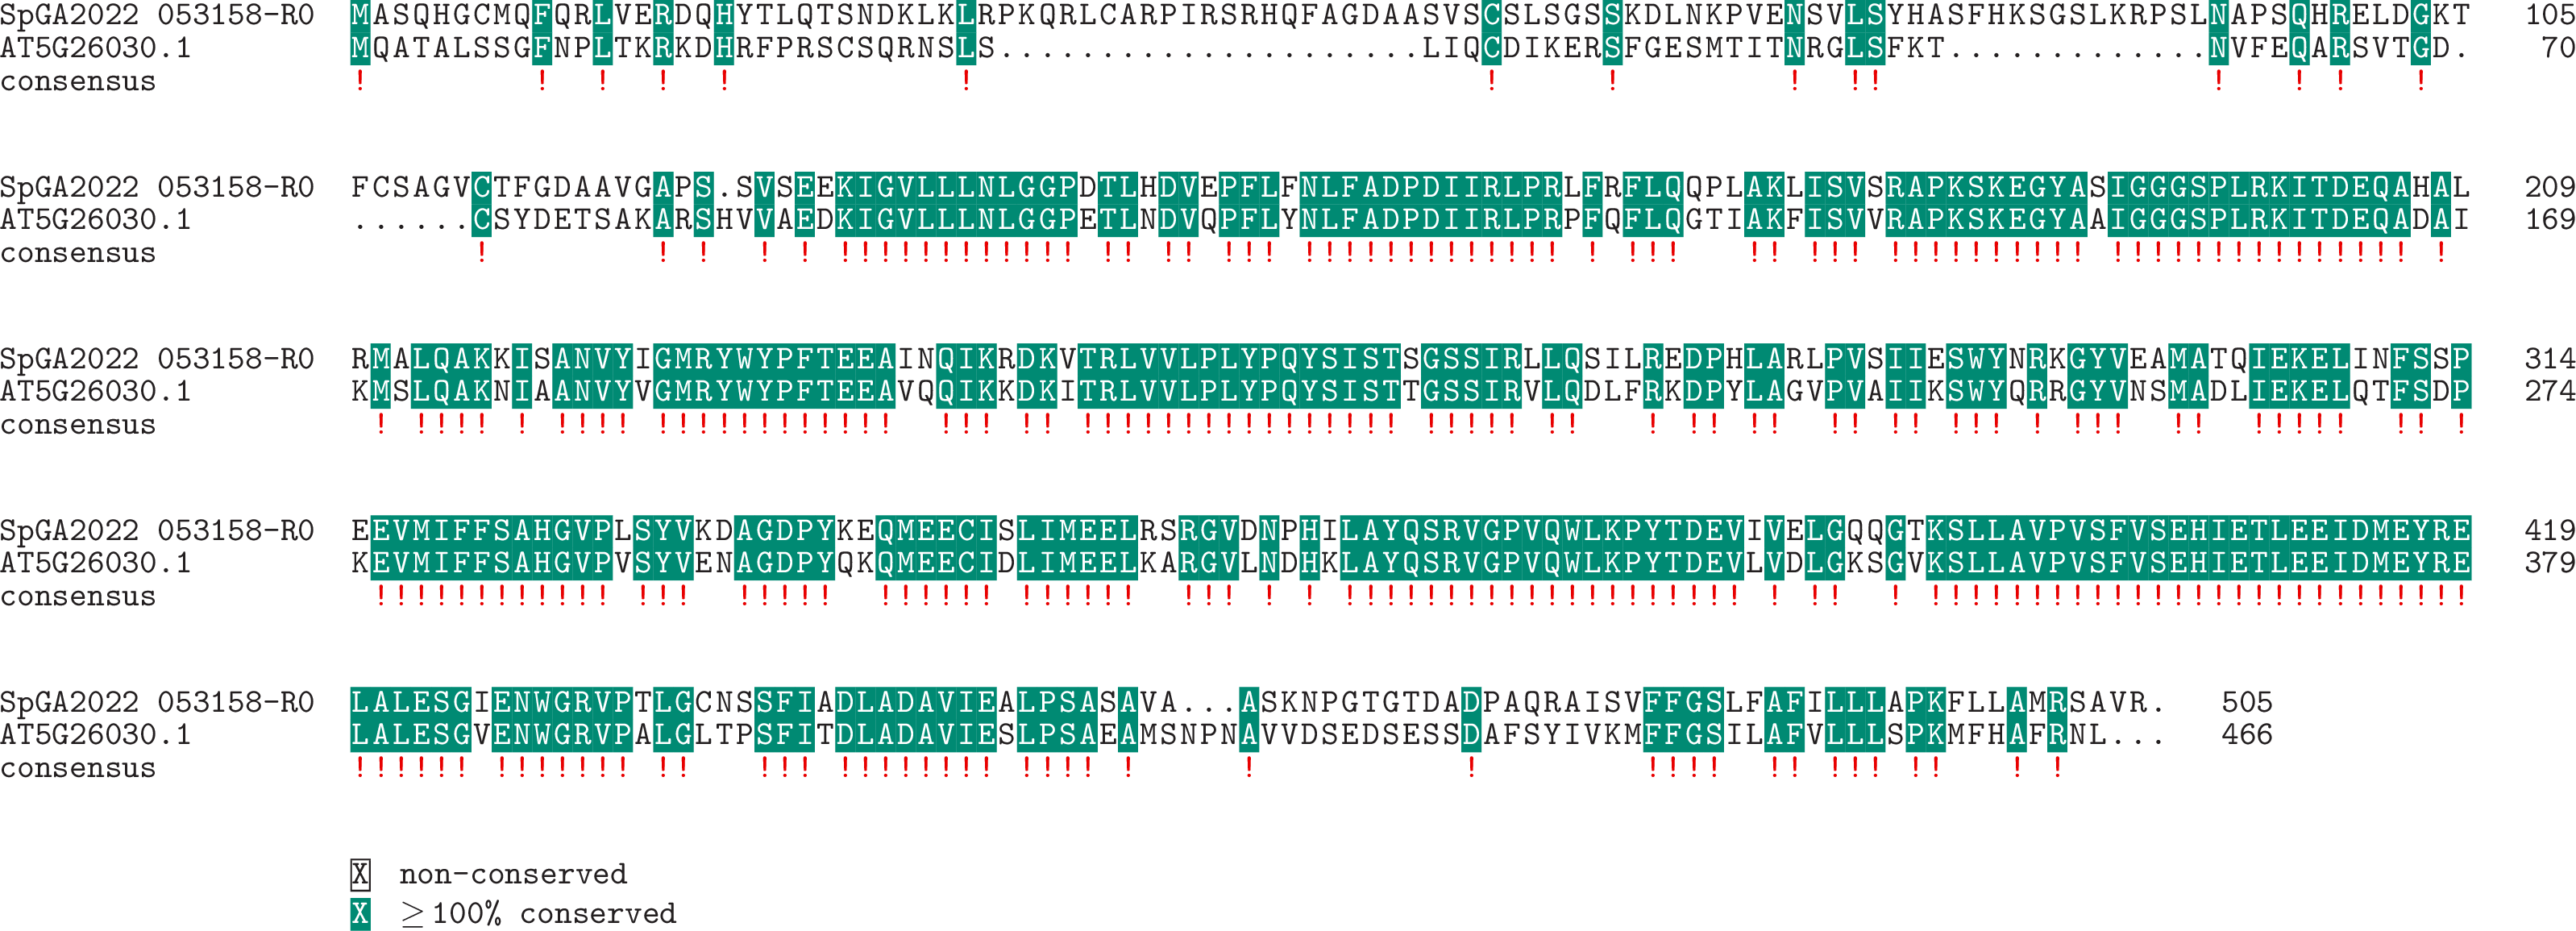 SpGA2022 053158-R0 MASQHGCMQFQRLVERDQHYTLQTSNDKLKLRPKQRLCARPIRSRHQFAGDAASVSCSLSGSSKDLNKPVENSVLSYHASFHKSGSLKRPSLNAPSQHRELDGKT 105
AT5G26030.1 MQATALSSGFNPLTKRKDHRFPRSCSQRNSLS.....................LIQCDIKERSFGESMTITNRGLSFKT.............NVFEQARSVTGD. 70
consensus ! ! ! ! ! ! ! ! ! !! ! ! ! !
SpGA2022 053158-R0 FCSAGVCTFGDAAVGAPS.SVSEEKIGVLLLNLGGPDTLHDVEPFLFNLFADPDIIRLPRLFRFLQQPLAKLISVSRAPKSKEGYASIGGGSPLRKITDEQAHAL 209
AT5G26030.1 ......CSYDETSAKARSHVVAEDKIGVLLLNLGGPETLNDVQPFLYNLFADPDIIRLPRPFQFLQGTIAKFISVVRAPKSKEGYAAIGGGSPLRKITDEQADAI 169
consensus ! ! ! ! ! !!!!!!!!!!!! !! !! !!! !!!!!!!!!!!!! ! !!! !! !!! !!!!!!!!!! !!!!!!!!!!!!!!! !
SpGA2022 053158-R0 RMALQAKKISANVYIGMRYWYPFTEEAINQIKRDKVTRLVVLPLYPQYSISTSGSSIRLLQSILREDPHLARLPVSIIESWYNRKGYVEAMATQIEKELINFSSP 314
AT5G26030.1 KMSLQAKNIAANVYVGMRYWYPFTEEAVQQIKKDKITRLVVLPLYPQYSISTTGSSIRVLQDLFRKDPYLAGVPVAIIKSWYQRRGYVNSMADLIEKELQTFSDP 274
consensus ! !!!! ! !!!! !!!!!!!!!!!! !!! !! !!!!!!!!!!!!!!!! !!!!! !! ! !! !! !! !! !!! ! !!! !! !!!!! !! !
SpGA2022 053158-R0 EEVMIFFSAHGVPLSYVKDAGDPYKEQMEECISLIMEELRSRGVDNPHILAYQSRVGPVQWLKPYTDEVIVELGQQGTKSLLAVPVSFVSEHIETLEEIDMEYRE 419
AT5G26030.1 KEVMIFFSAHGVPVSYVENAGDPYQKQMEECIDLIMEELKARGVLNDHKLAYQSRVGPVQWLKPYTDEVLVDLGKSGVKSLLAVPVSFVSEHIETLEEIDMEYRE 379
consensus !!!!!!!!!!!! !!! !!!!! !!!!!! !!!!!! !!! ! ! !!!!!!!!!!!!!!!!!!!! ! !! ! !!!!!!!!!!!!!!!!!!!!!!!!!!!
SpGA2022 053158-R0 LALESGIENWGRVPTLGCNSSFIADLADAVIEALPSASAVA...ASKNPGTGTDADPAQRAISVFFGSLFAFILLLAPKFLLAMRSAVR. 505
AT5G26030.1 LALESGVENWGRVPALGLTPSFITDLADAVIESLPSAEAMSNPNAVVDSEDSESSDAFSYIVKMFFGSILAFVLLLSPKMFHAFRNL... 466
consensus !!!!!! !!!!!!! !! !!! !!!!!!!! !!!! ! ! ! !!!! !! !!! !! ! !
X non-conserved
X ≥100% conserved